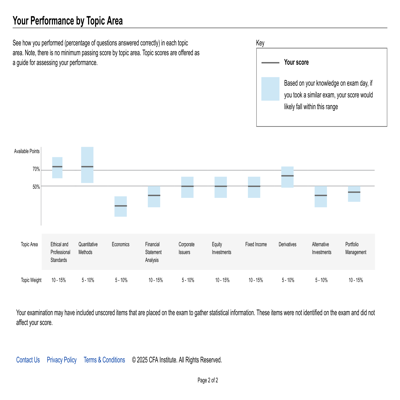 Your Performance by Topic Area
See how you performed (percentage of questions answered correctly) in each topic
area. Note, there is no minimum passing score by topic area. Topic scores are offered as
a guide for assessing your performance.
Key
Your score
Based on your knowledge on exam day, if
you took a similar exam, your score would
likely fall within this range
Available Points
70%
50%
Topic Area
Ethical and
Professional
Standards
Quantitative
Methods
Economics
Financial
Statement
Analysis
Corporate
Issuers
Equity
Investments
Fixed Income
Derivatives
Alternative
Investments
Portfolio
Management
Topic Weight
10 - 15%
5 - 10%
5 - 10%
10 - 15%
5 - 10%
10 - 15%
10 - 15%
5 - 10%
5 - 10%
10 - 15%
Your examination may have included unscored items that are placed on the exam to gather statistical information. These items were not identified on the exam and did not
affect your score.
Contact Us Privacy Policy Terms & Conditions © 2025 CFA Institute. All Rights Reserved.
Page 2 of 2